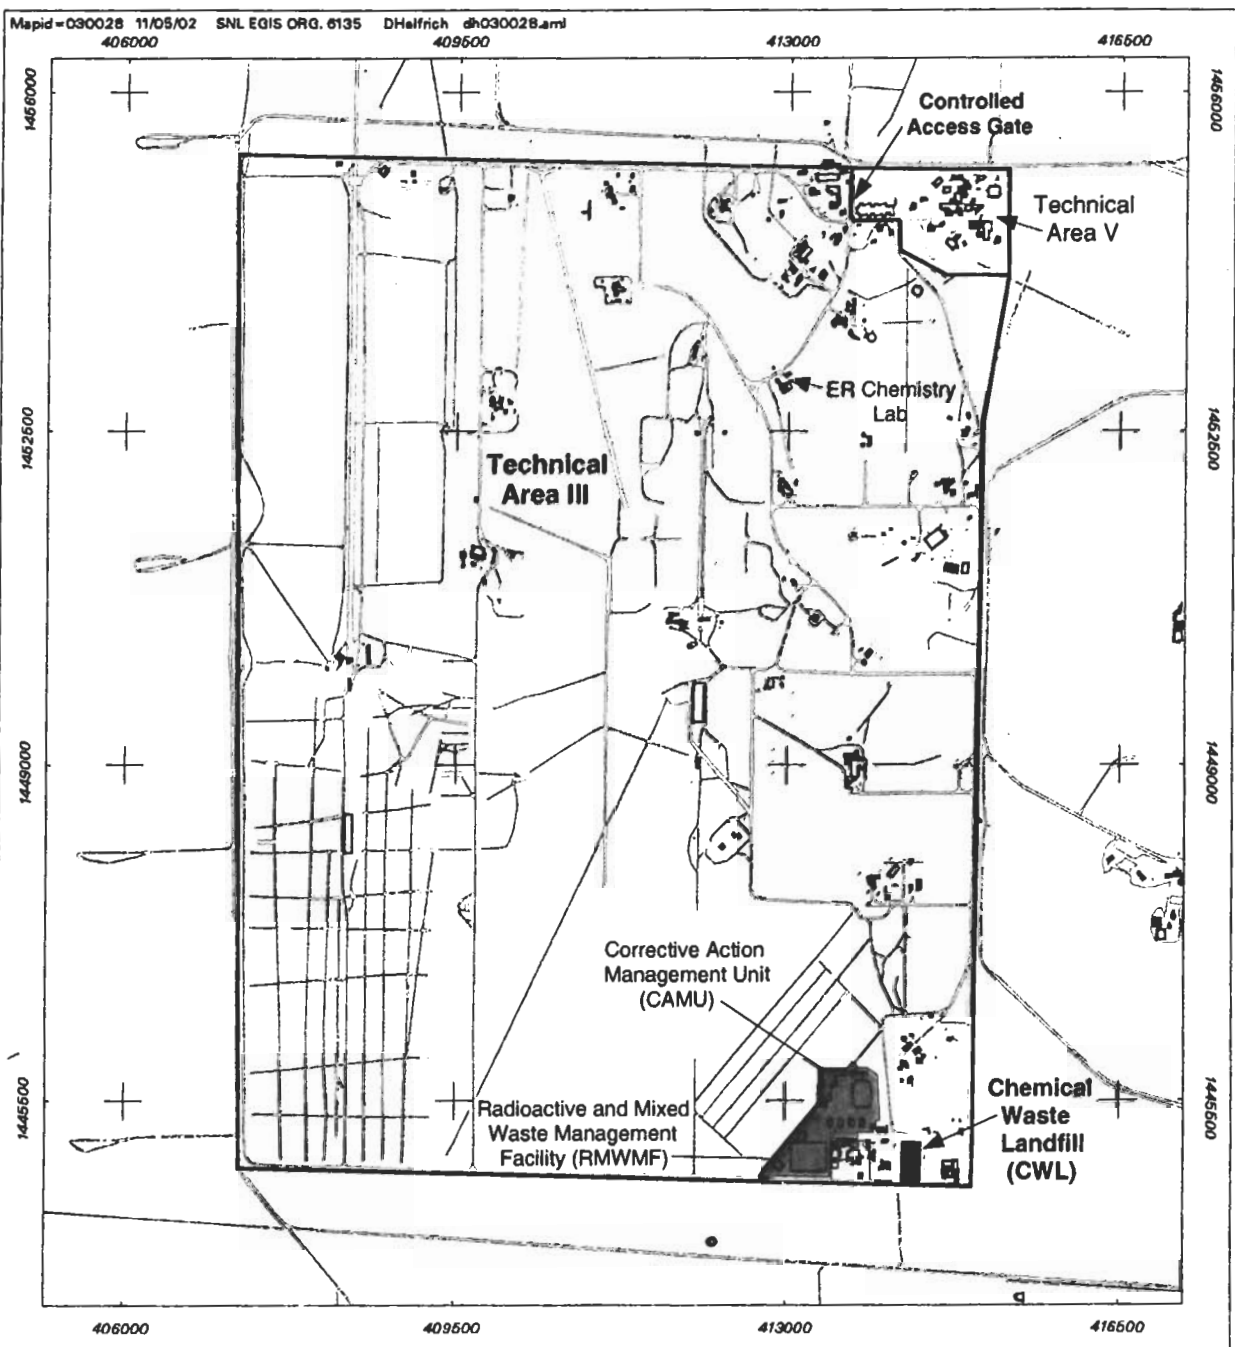 Mapid=030028 11/05/02 SNL EGIS ORG. 6135 DHelfrich dh030028.aml
406000 409500 413000 416500
1456000 1456000
Controlled
Access Gate
Technical
Area V
ER Chemistry
Lab
1452500 1452500
Technical
Area III
1449000 1449000
Corrective Action
Management Unit
(CAMU)
1445500 1445500
Radioactive and Mixed
Waste Management
Facility (RMWMF)
Chemical
Waste
Landfill
(CWL)
406000 409500 413000 416500